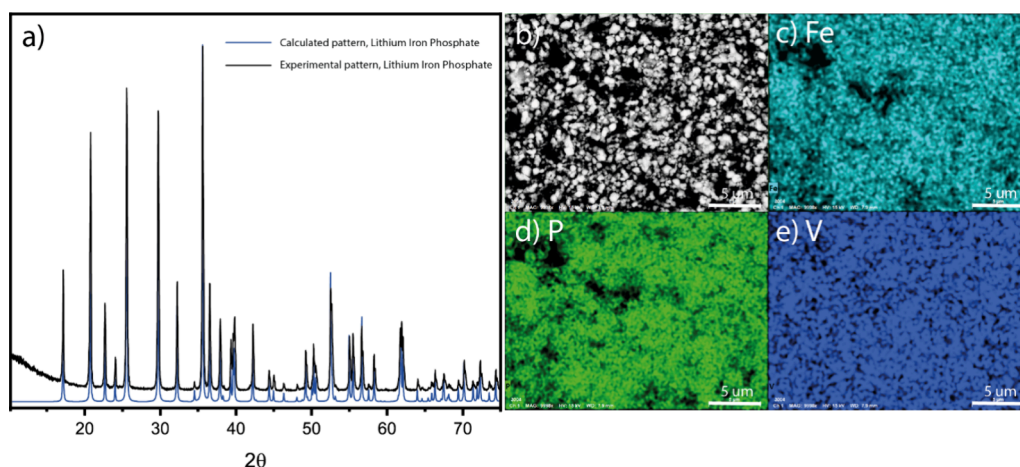 a)
Calculated pattern, Lithium Iron Phosphate
Experimental pattern, Lithium Iron Phosphate
20
30
40
50
60
70
2θ
b)
5 um
c) Fe
5 um
d) P
5 um
e) V
5 um